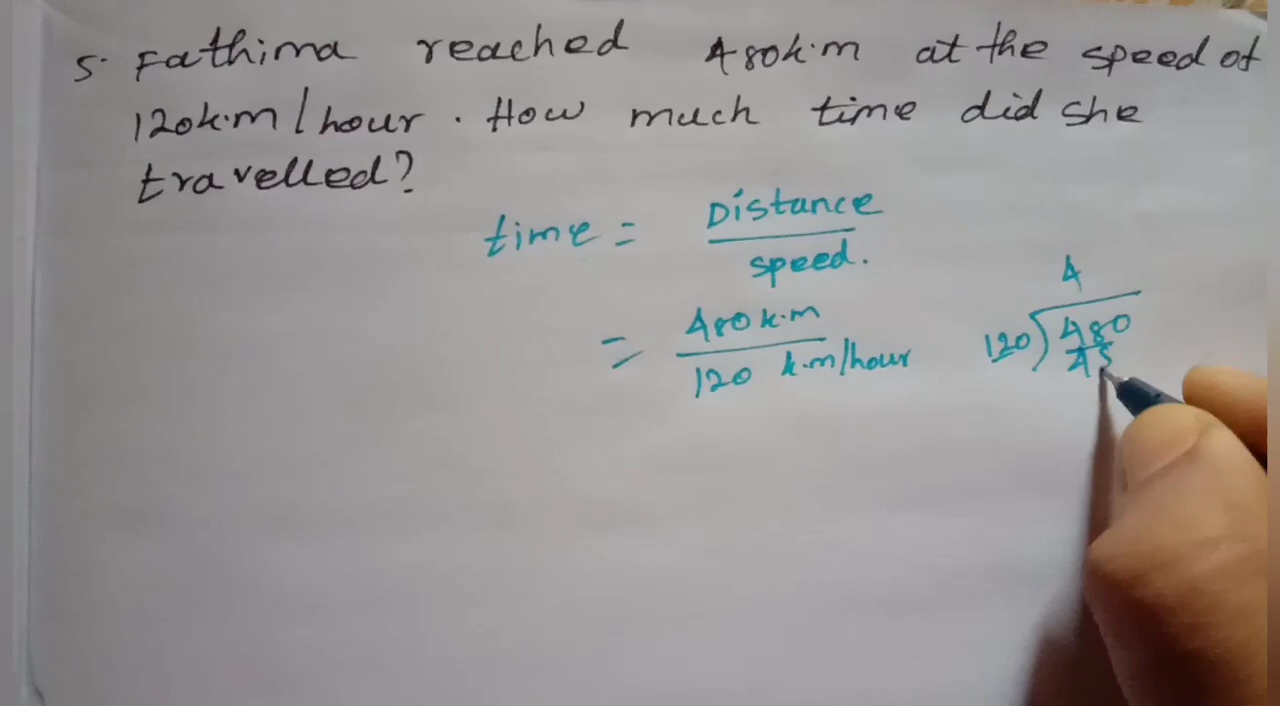 5. Fathima reached 480k.m at the speed of
120k.m/hour. How much time did she
travelled?
time = Distance
speed.
= 480k.m
120 k.m/hour
4
120)480
48